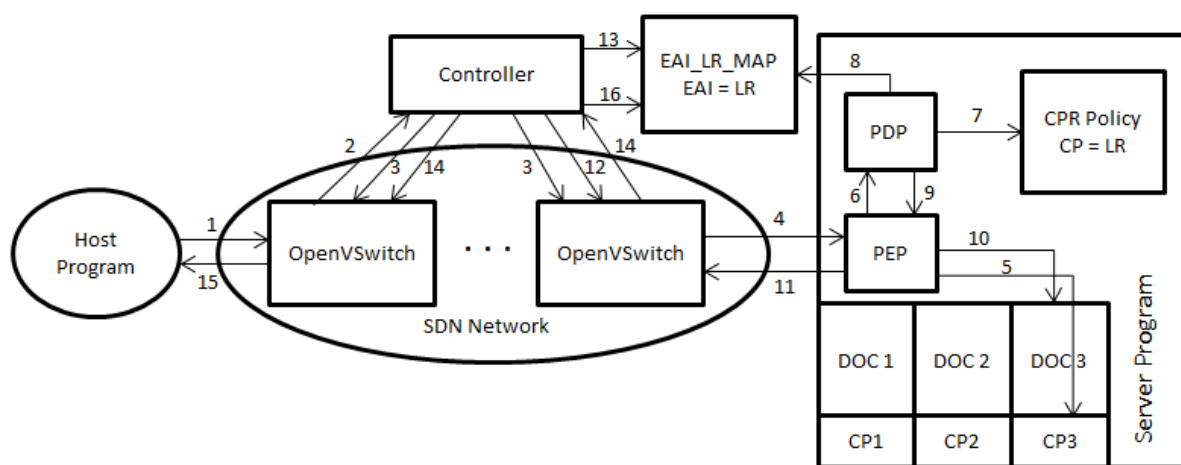 13
8
Controller
EAI_LR_MAP
EAI = LR
16
PDP
7
CPR Policy
CP = LR
2
3
14
3
12
14
6
9
1
4
Host
Program
OpenVSwitch
. . .
OpenVSwitch
PEP
10
5
15
11
SDN Network
DOC 1
DOC 2
DOC 3
CP1
CP2
CP3
Server Program